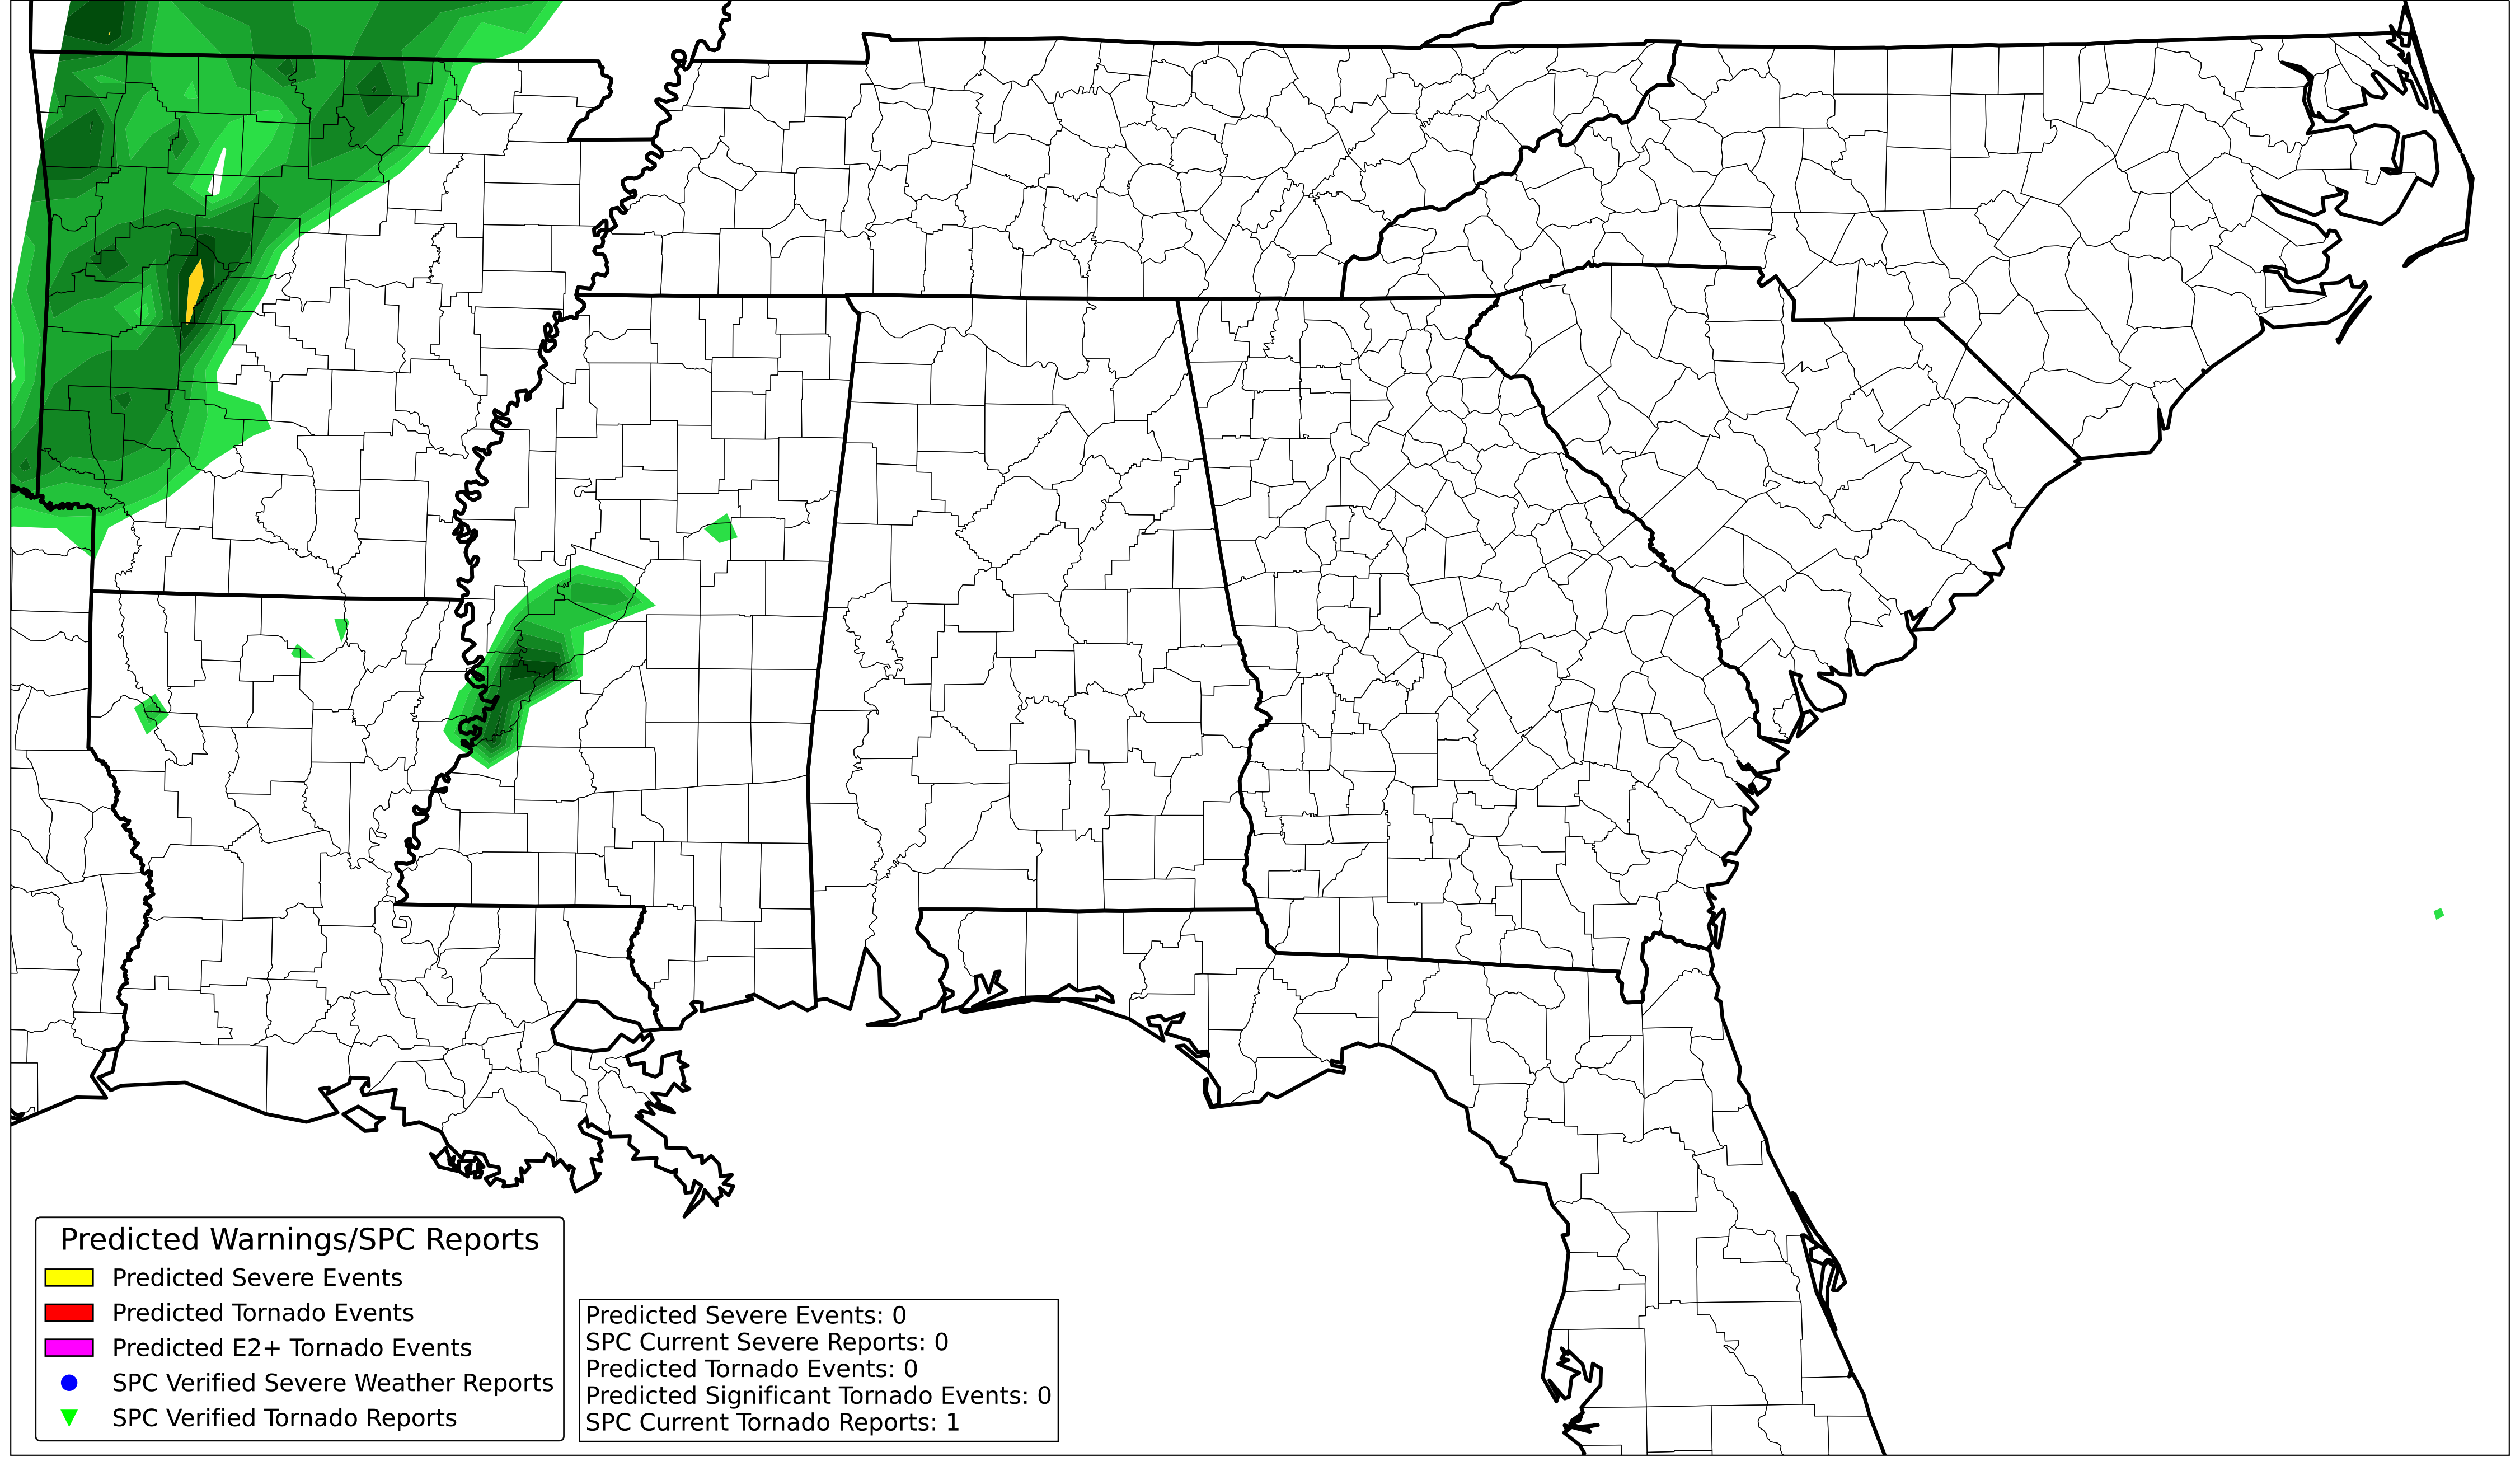 Predicted Warnings/SPC Reports
Predicted Severe Events
Predicted Tornado Events
Predicted E2+ Tornado Events
SPC Verified Severe Weather Reports
SPC Verified Tornado Reports
Predicted Severe Events: 0
SPC Current Severe Reports: 0
Predicted Tornado Events: 0
Predicted Significant Tornado Events: 0
SPC Current Tornado Reports: 1